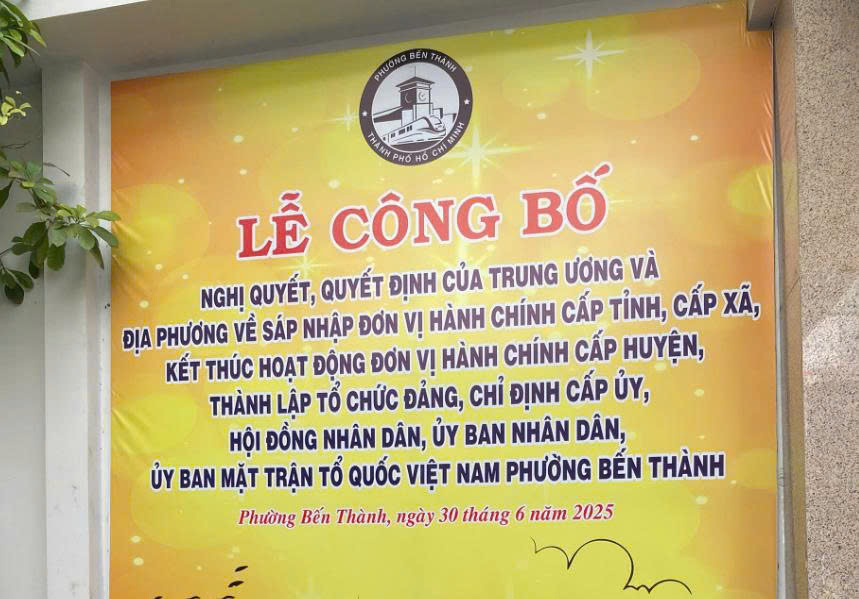 PHƯỜNG BẾN THÀNH
THÀNH PHỐ HỒ CHÍ MINH
LỄ CÔNG BỐ
NGHỊ QUYẾT, QUYẾT ĐỊNH CỦA TRUNG ƯƠNG VÀ
ĐỊA PHƯƠNG VỀ SÁP NHẬP ĐƠN VỊ HÀNH CHÍNH CẤP TỈNH, CẤP XÃ,
KẾT THÚC HOẠT ĐỘNG ĐƠN VỊ HÀNH CHÍNH CẤP HUYỆN,
THÀNH LẬP TỔ CHỨC ĐẢNG, CHỈ ĐỊNH CẤP ỦY,
HỘI ĐỒNG NHÂN DÂN, ỦY BAN NHÂN DÂN,
ỦY BAN MẶT TRẬN TỔ QUỐC VIỆT NAM PHƯỜNG BẾN THÀNH
Phường Bến Thành, ngày 30 tháng 6 năm 2025